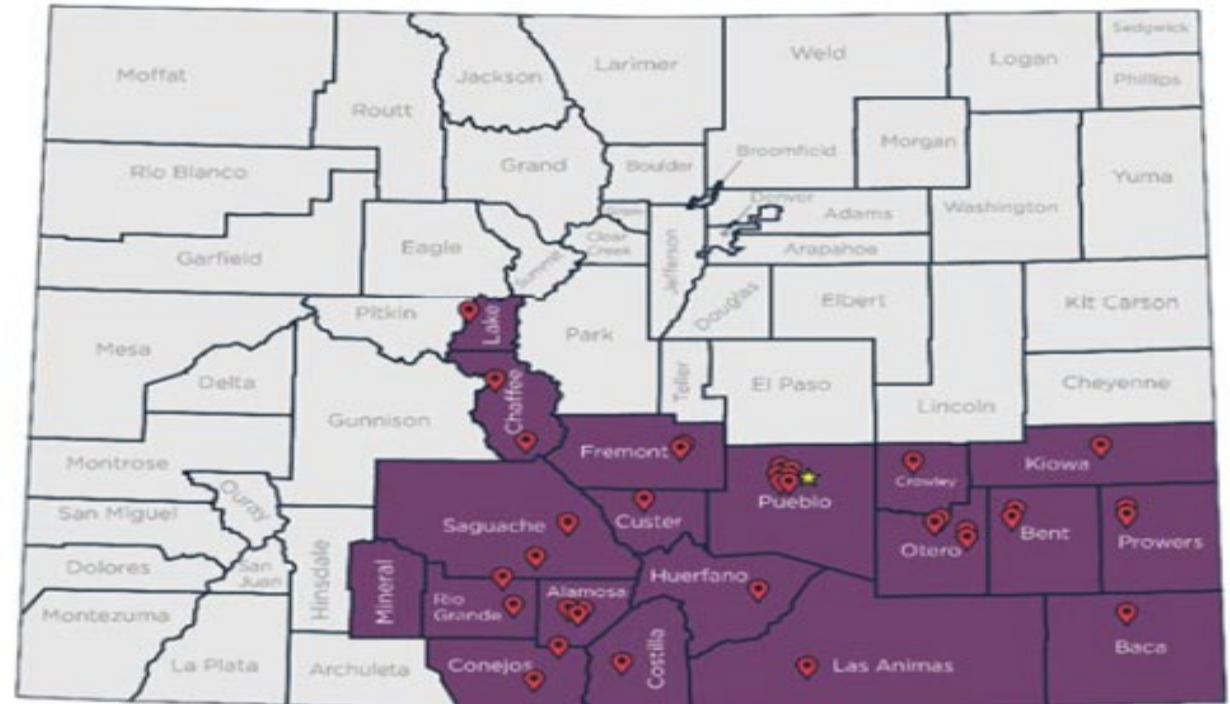 Moffat
Routt
Jackson
Larimer
Weld
Logan
Sedgwick
Phillips
Rio Blanco
Grand
Boulder
Broomfield
Morgan
Washington
Yuma
Garfield
Eagle
Summit
Clear
Creek
Jefferson
Denver
Adams
Arapahoe
Pitkin
Lake
Park
Douglas
Elbert
Kit Carson
Mesa
Delta
Gunnison
Chaffee
Teller
El Paso
Lincoln
Cheyenne
Montrose
Ouray
Fremont
Pueblo
Crowley
Kiowa
San Miguel
Saguache
Custer
Otero
Bent
Prowers
Dolores
San
Juan
Hinsdale
Mineral
Rio
Grande
Alamosa
Huerfano
Montezuma
La Plata
Archuleta
Conejos
Costilla
Las Animas
Baca